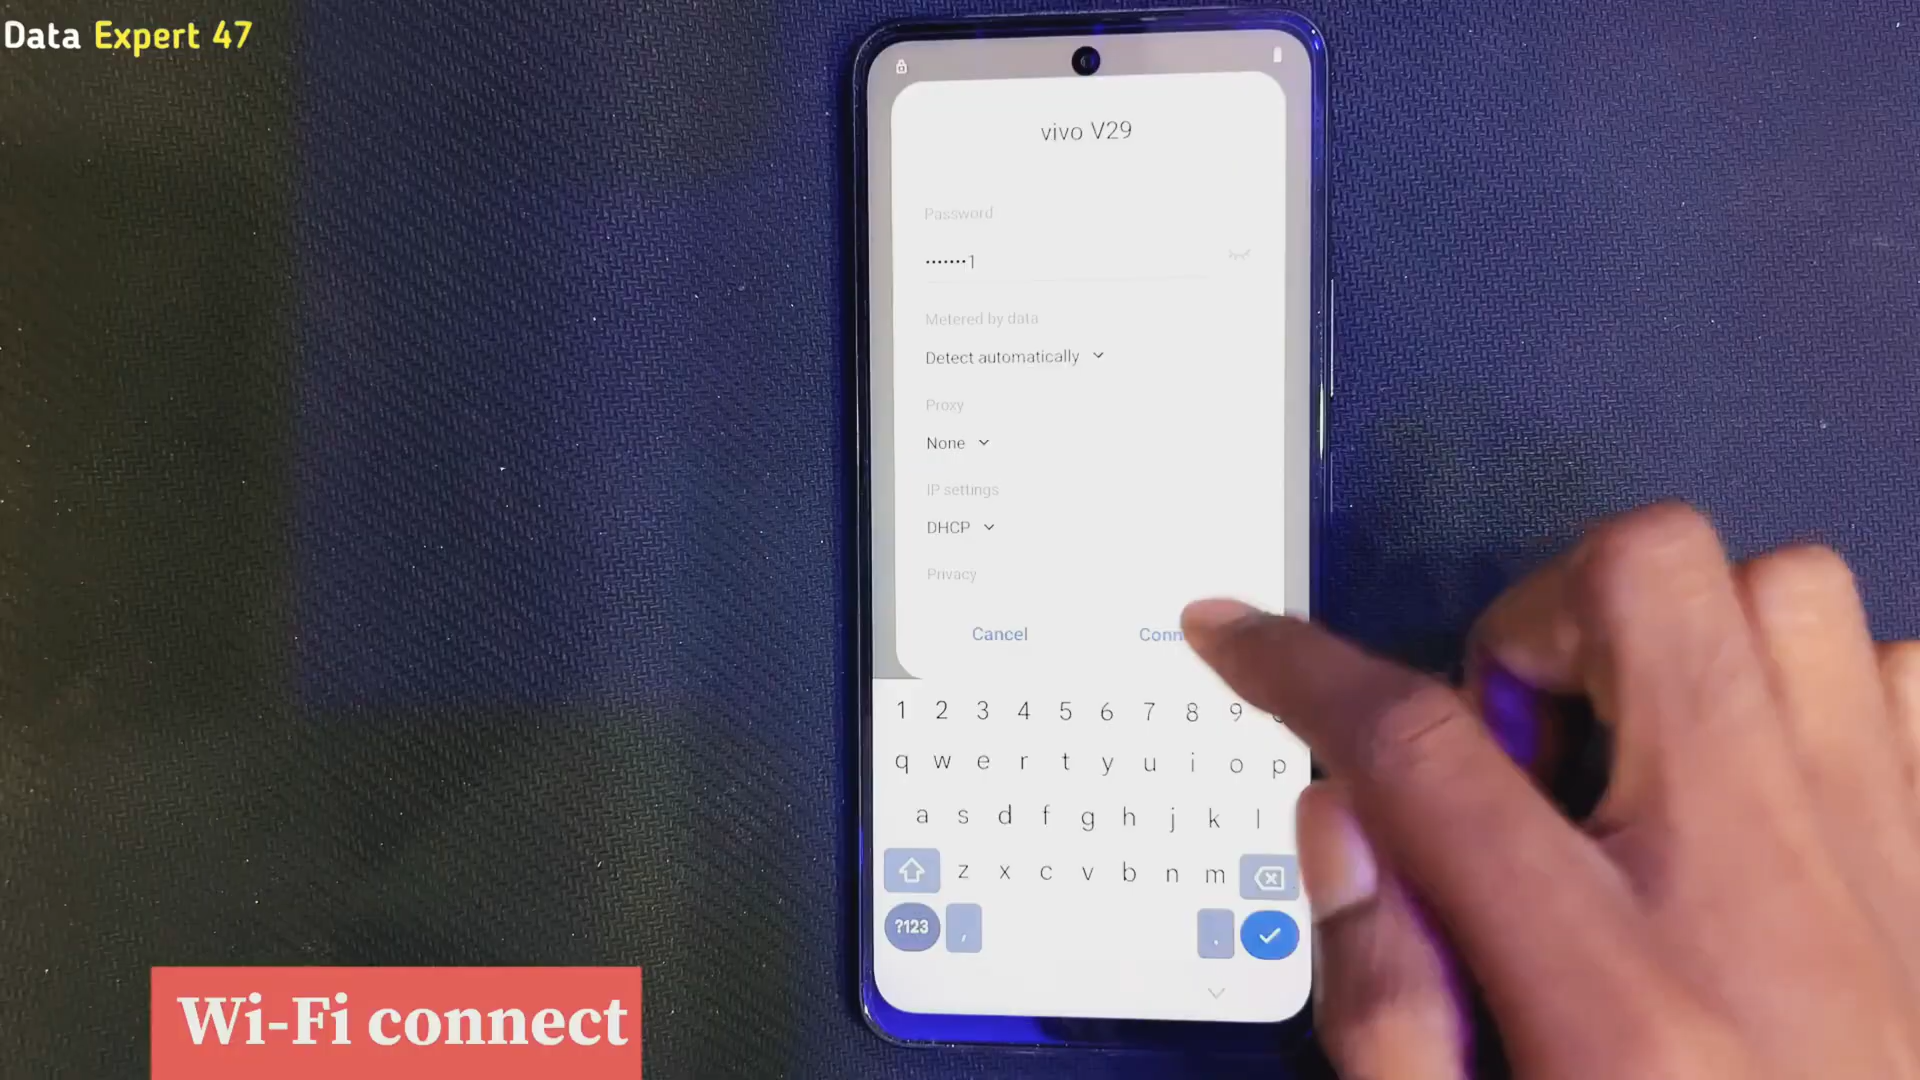 Data Expert 47
vivo V29
Password
•••••••1
Metered by data
Detect automatically
Proxy
None
IP settings
DHCP
Privacy
Cancel
Conn
1 2 3 4 5 6 7 8 9
q w e r t y u i o p
a s d f g h j k l
z x c v b n m
?123 , .
Wi-Fi connect